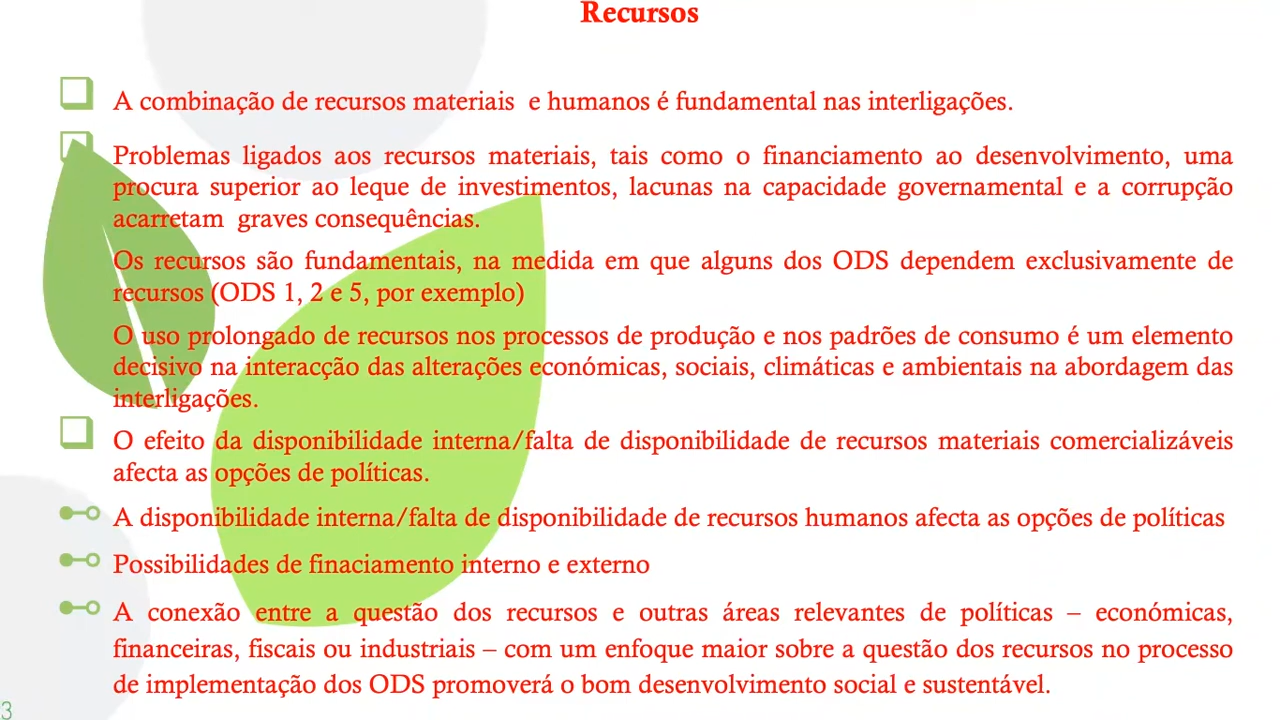 Recursos
A combinação de recursos materiais e humanos é fundamental nas interligações.
Problemas ligados aos recursos materiais, tais como o financiamento ao desenvolvimento, uma
procura superior ao leque de investimentos, lacunas na capacidade governamental e a corrupção
acarretam graves consequências.
Os recursos são fundamentais, na medida em que alguns dos ODS dependem exclusivamente de
recursos (ODS 1, 2 e 5, por exemplo)
O uso prolongado de recursos nos processos de produção e nos padrões de consumo é um elemento
decisivo na interacção das alterações económicas, sociais, climáticas e ambientais na abordagem das
interligações.
O efeito da disponibilidade interna/falta de disponibilidade de recursos materiais comercializáveis
afecta as opções de políticas.
A disponibilidade interna/falta de disponibilidade de recursos humanos afecta as opções de políticas
Possibilidades de finaciamento interno e externo
A conexão entre a questão dos recursos e outras áreas relevantes de políticas – económicas,
financeiras, fiscais ou industriais – com um enfoque maior sobre a questão dos recursos no processo
de implementação dos ODS promoverá o bom desenvolvimento social e sustentável.
3